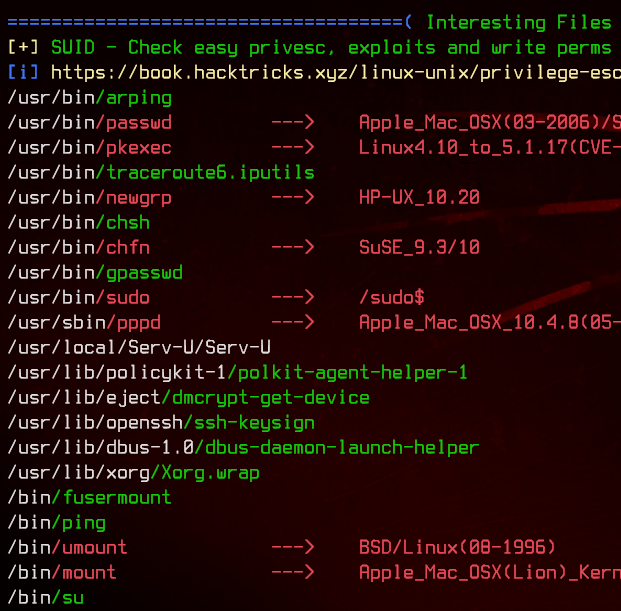 ====================================( Interesting Files
[+] SUID - Check easy privesc, exploits and write perms
[i] https://book.hacktricks.xyz/linux-unix/privilege-esc
/usr/bin/arping
/usr/bin/passwd ---> Apple_Mac_OSX(03-2006)/S
/usr/bin/pkexec ---> Linux4.10_to_5.1.17(CVE-
/usr/bin/traceroute6.iputils
/usr/bin/newgrp ---> HP-UX_10.20
/usr/bin/chsh
/usr/bin/chfn ---> SuSE_9.3/10
/usr/bin/gpasswd
/usr/bin/sudo ---> /sudo$
/usr/sbin/pppd ---> Apple_Mac_OSX_10.4.8(05-
/usr/local/Serv-U/Serv-U
/usr/lib/policykit-1/polkit-agent-helper-1
/usr/lib/eject/dmcrypt-get-device
/usr/lib/openssh/ssh-keysign
/usr/lib/dbus-1.0/dbus-daemon-launch-helper
/usr/lib/xorg/Xorg.wrap
/bin/fusermount
/bin/ping
/bin/umount ---> BSD/Linux(08-1996)
/bin/mount ---> Apple_Mac_OSX(Lion)_Kern
/bin/su